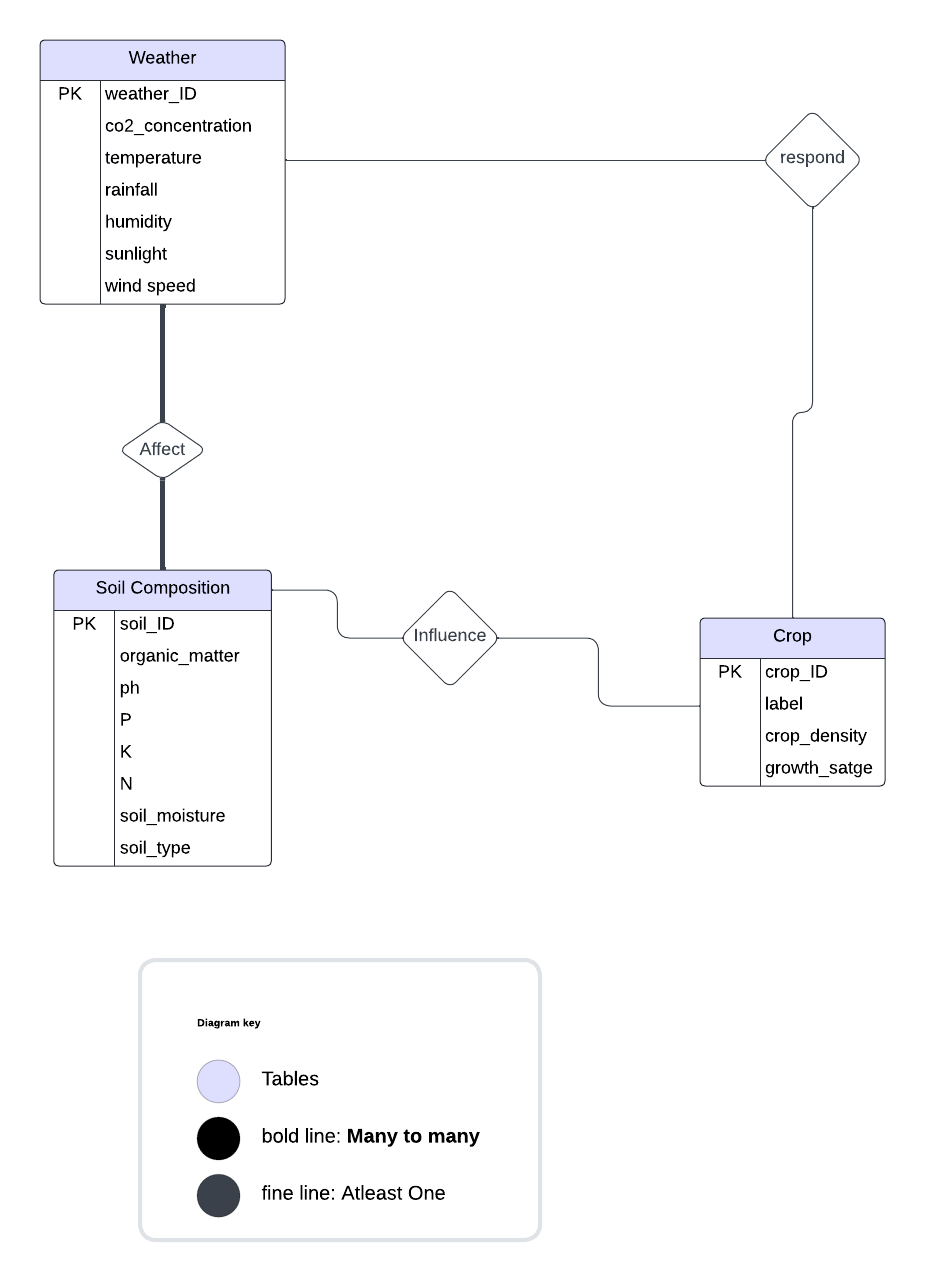 Weather
PK weather_ID
co2_concentration
temperature
rainfall
humidity
sunlight
wind speed
respond
Affect
Soil Composition
PK soil_ID
organic_matter
ph
P
K
N
soil_moisture
soil_type
Influence
Crop
PK crop_ID
label
crop_density
growth_satge
Diagram key
Tables
bold line: Many to many
fine line: Atleast One